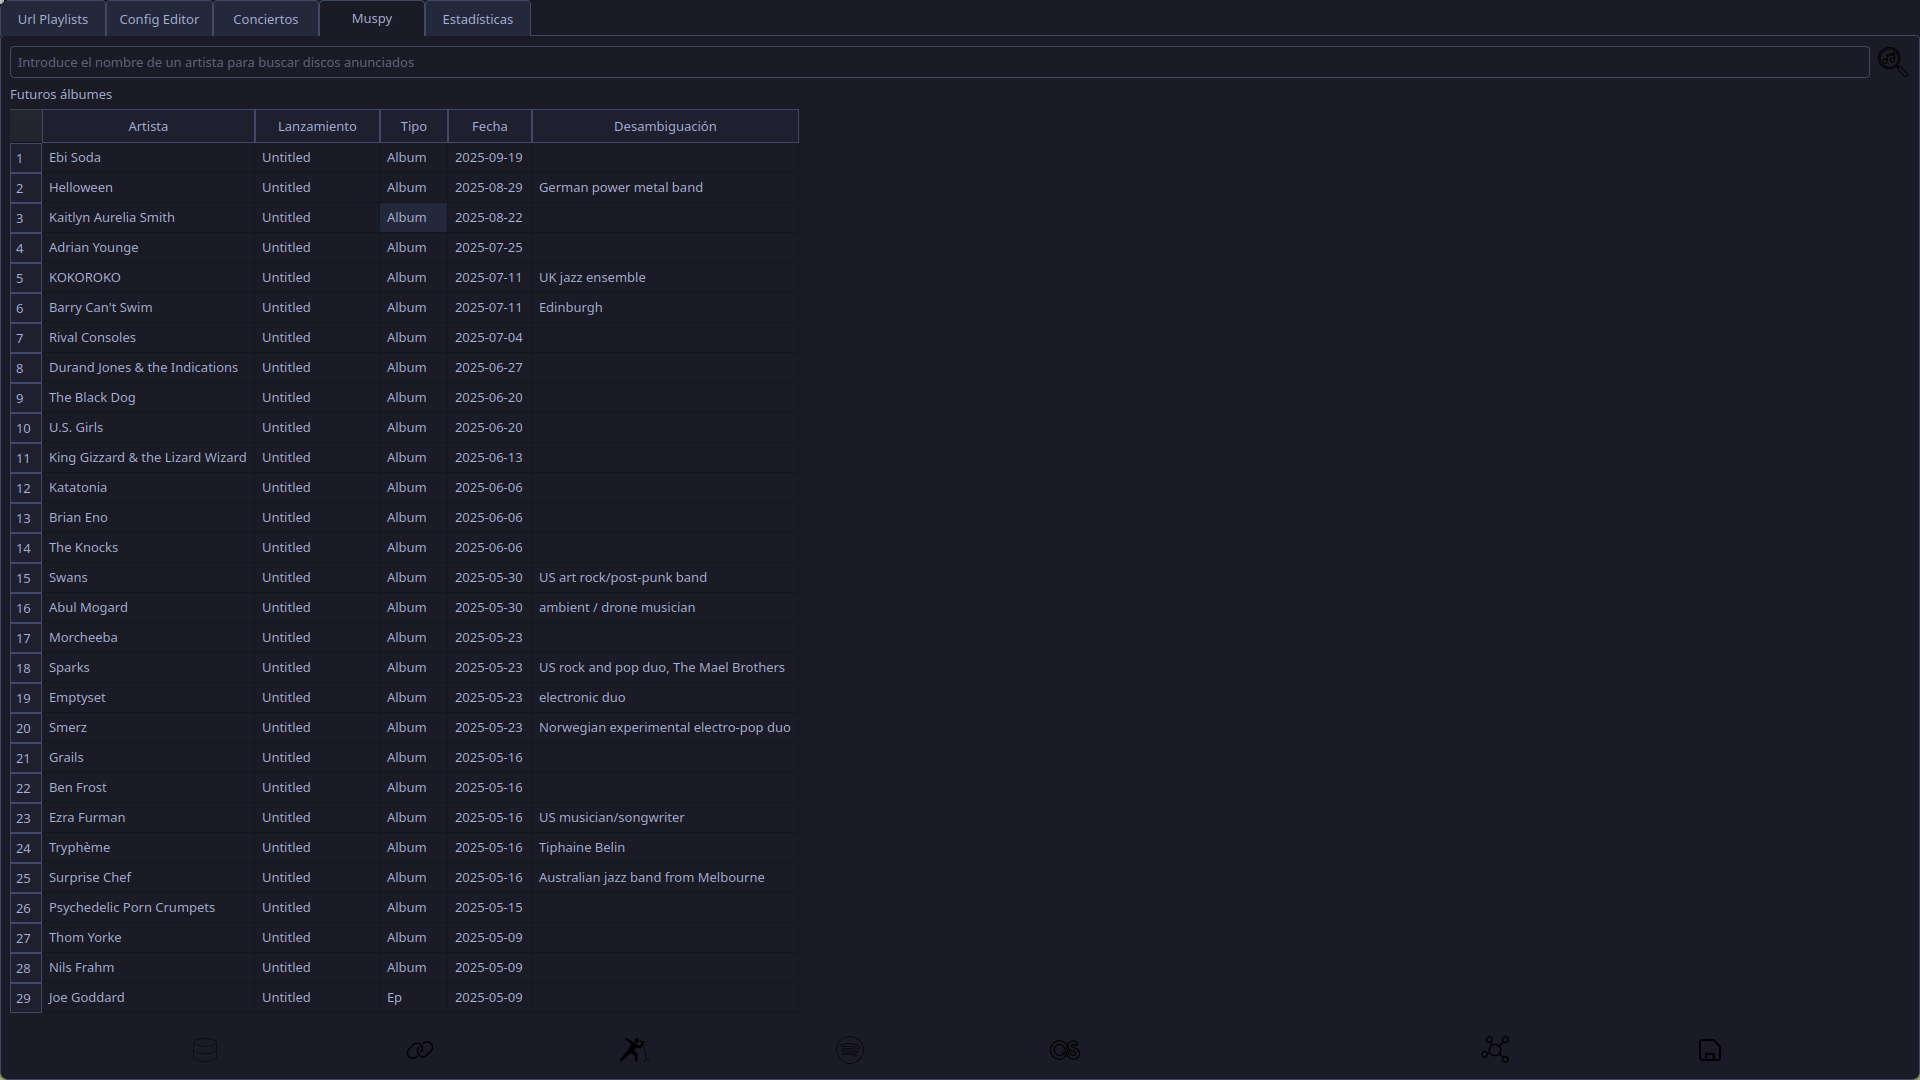 Url Playlists Config Editor Conciertos Muspy Estadísticas
Introduce el nombre de un artista para buscar discos anunciados
Futuros álbumes
Artista Lanzamiento Tipo Fecha Desambiguación
1 Ebi Soda Untitled Album 2025-09-19
2 Helloween Untitled Album 2025-08-29 German power metal band
3 Kaitlyn Aurelia Smith Untitled Album 2025-08-22
4 Adrian Younge Untitled Album 2025-07-25
5 KOKOROKO Untitled Album 2025-07-11 UK jazz ensemble
6 Barry Can't Swim Untitled Album 2025-07-11 Edinburgh
7 Rival Consoles Untitled Album 2025-07-04
8 Durand Jones & the Indications Untitled Album 2025-06-27
9 The Black Dog Untitled Album 2025-06-20
10 U.S. Girls Untitled Album 2025-06-20
11 King Gizzard & the Lizard Wizard Untitled Album 2025-06-13
12 Katatonia Untitled Album 2025-06-06
13 Brian Eno Untitled Album 2025-06-06
14 The Knocks Untitled Album 2025-06-06
15 Swans Untitled Album 2025-05-30 US art rock/post-punk band
16 Abul Mogard Untitled Album 2025-05-30 ambient / drone musician
17 Morcheeba Untitled Album 2025-05-23
18 Sparks Untitled Album 2025-05-23 US rock and pop duo, The Mael Brothers
19 Emptyset Untitled Album 2025-05-23 electronic duo
20 Smerz Untitled Album 2025-05-23 Norwegian experimental electro-pop duo
21 Grails Untitled Album 2025-05-16
22 Ben Frost Untitled Album 2025-05-16
23 Ezra Furman Untitled Album 2025-05-16 US musician/songwriter
24 Tryphème Untitled Album 2025-05-16 Tiphaine Belin
25 Surprise Chef Untitled Album 2025-05-16 Australian jazz band from Melbourne
26 Psychedelic Porn Crumpets Untitled Album 2025-05-15
27 Thom Yorke Untitled Album 2025-05-09
28 Nils Frahm Untitled Album 2025-05-09
29 Joe Goddard Untitled Ep 2025-05-09